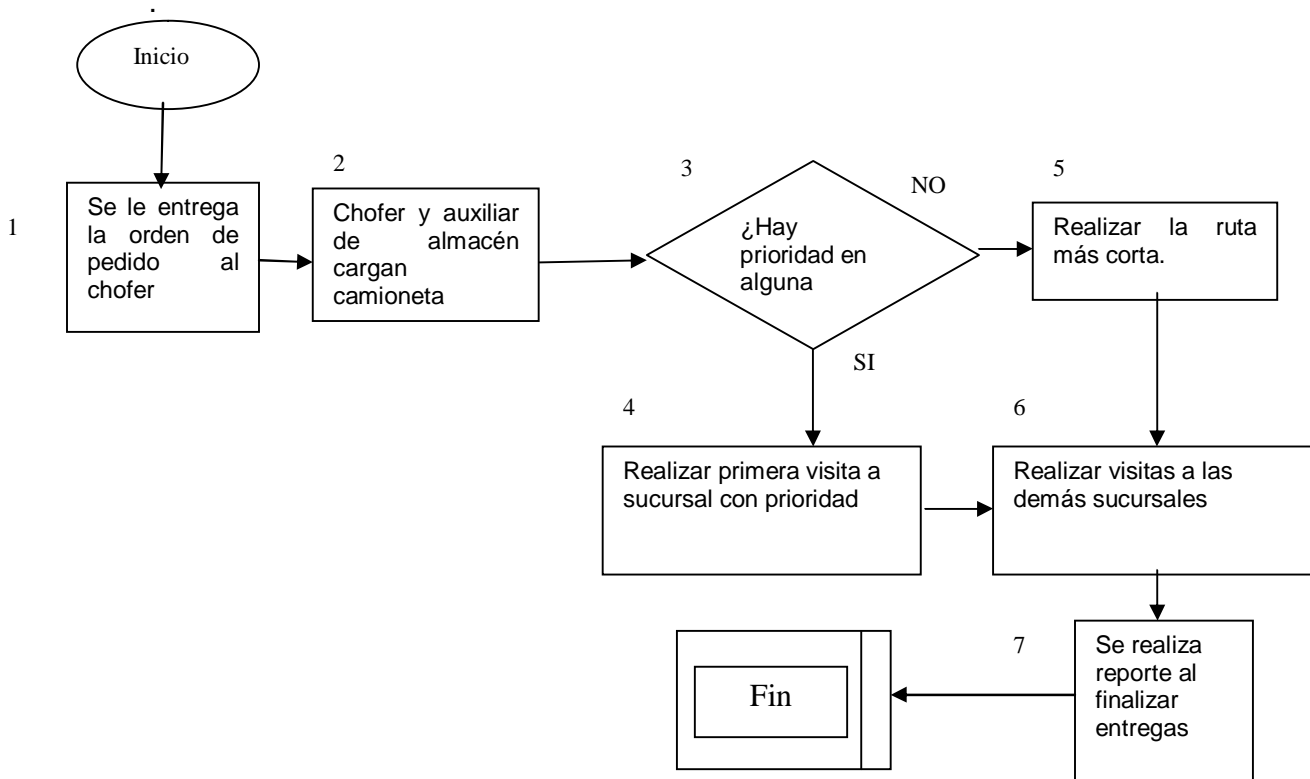 .
Inicio
1
Se le entrega
la orden de
pedido al
chofer
2
Chofer y auxiliar
de almacén
cargan
camioneta
3
¿Hay
prioridad en
alguna
NO
SI
5
Realizar la ruta
más corta.
4
Realizar primera visita a
sucursal con prioridad
6
Realizar visitas a las
demás sucursales
7
Se realiza
reporte al
finalizar
entregas
Fin